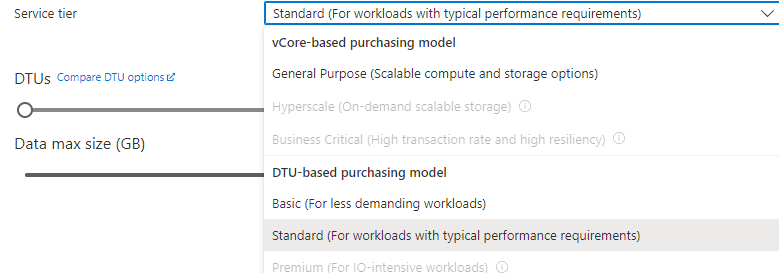 Service tier
Standard (For workloads with typical performance requirements)
vCore-based purchasing model
General Purpose (Scalable compute and storage options)
DTUs Compare DTU options
Hyperscale (On-demand scalable storage)
Business Critical (High transaction rate and high resiliency)
Data max size (GB)
DTU-based purchasing model
Basic (For less demanding workloads)
Standard (For workloads with typical performance requirements)
Premium (For IO-intensive workloads)